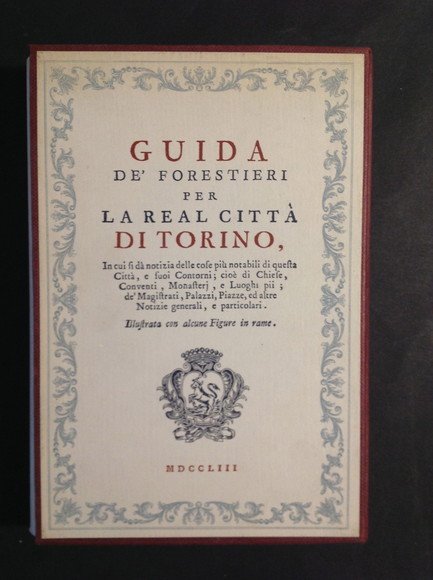 GUIDA
DE' FORESTIERI
PER
LA REAL CITTÀ
DI TORINO,
In cui ſi dà notizia delle coſe più notabili di queſta
Città, e ſuoi Contorni; cioè di Chieſe,
Conventi, Monaſterj, e Luoghi pii;
de' Magiſtrati, Palazzi, Piazze, ed altre
Notizie generali, e particolari.
Illuſtrata con alcune Figure in rame.
MDCCLIII